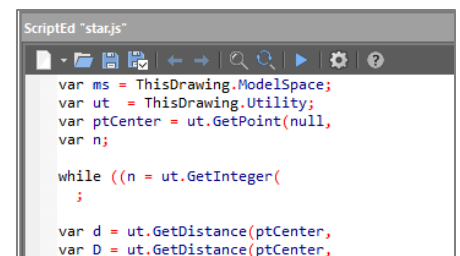 ScriptEd "star.js"
var ms = ThisDrawing.ModelSpace;
var ut  = ThisDrawing.Utility;
var ptCenter = ut.GetPoint(null,
var n;
while ((n = ut.GetInteger(
;
var d = ut.GetDistance(ptCenter,
var D = ut.GetDistance(ptCenter,